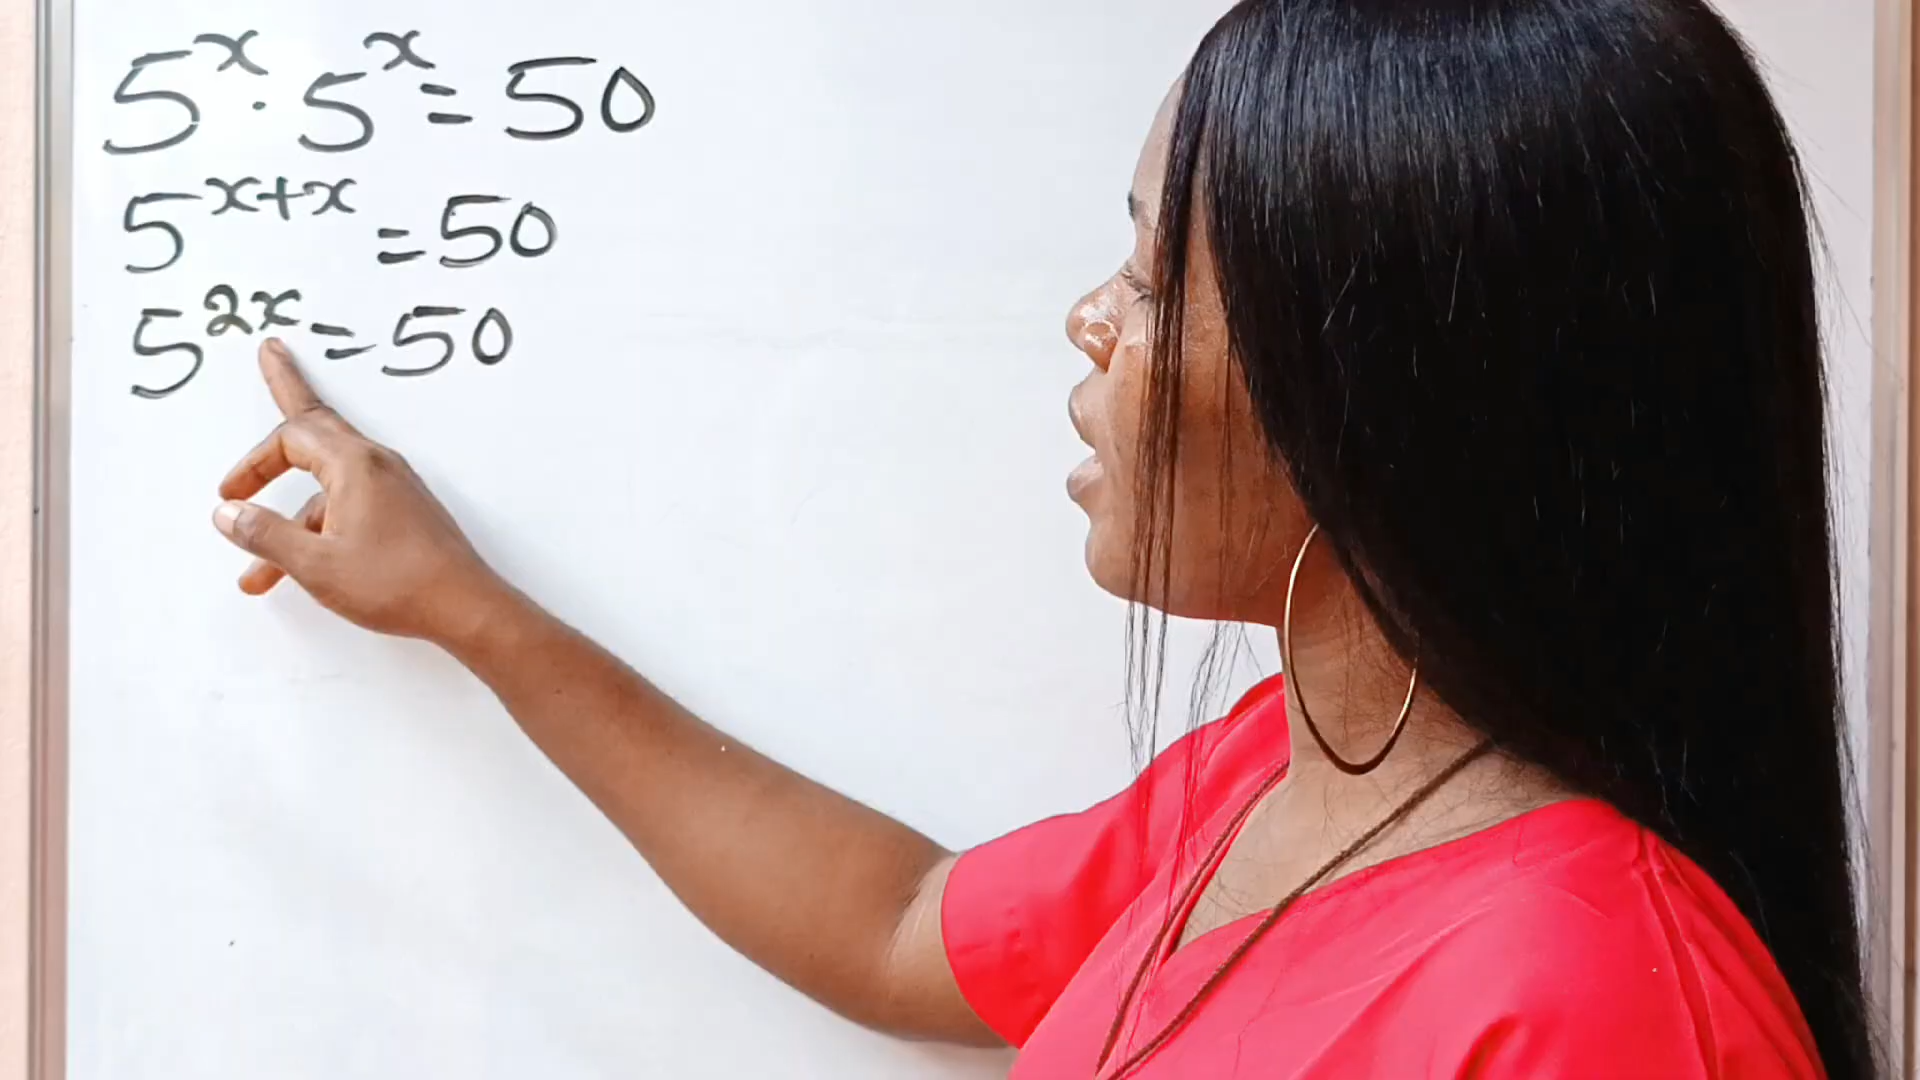 5^x · 5^x = 50
5^{x+x} = 50
5^{2x} = 50